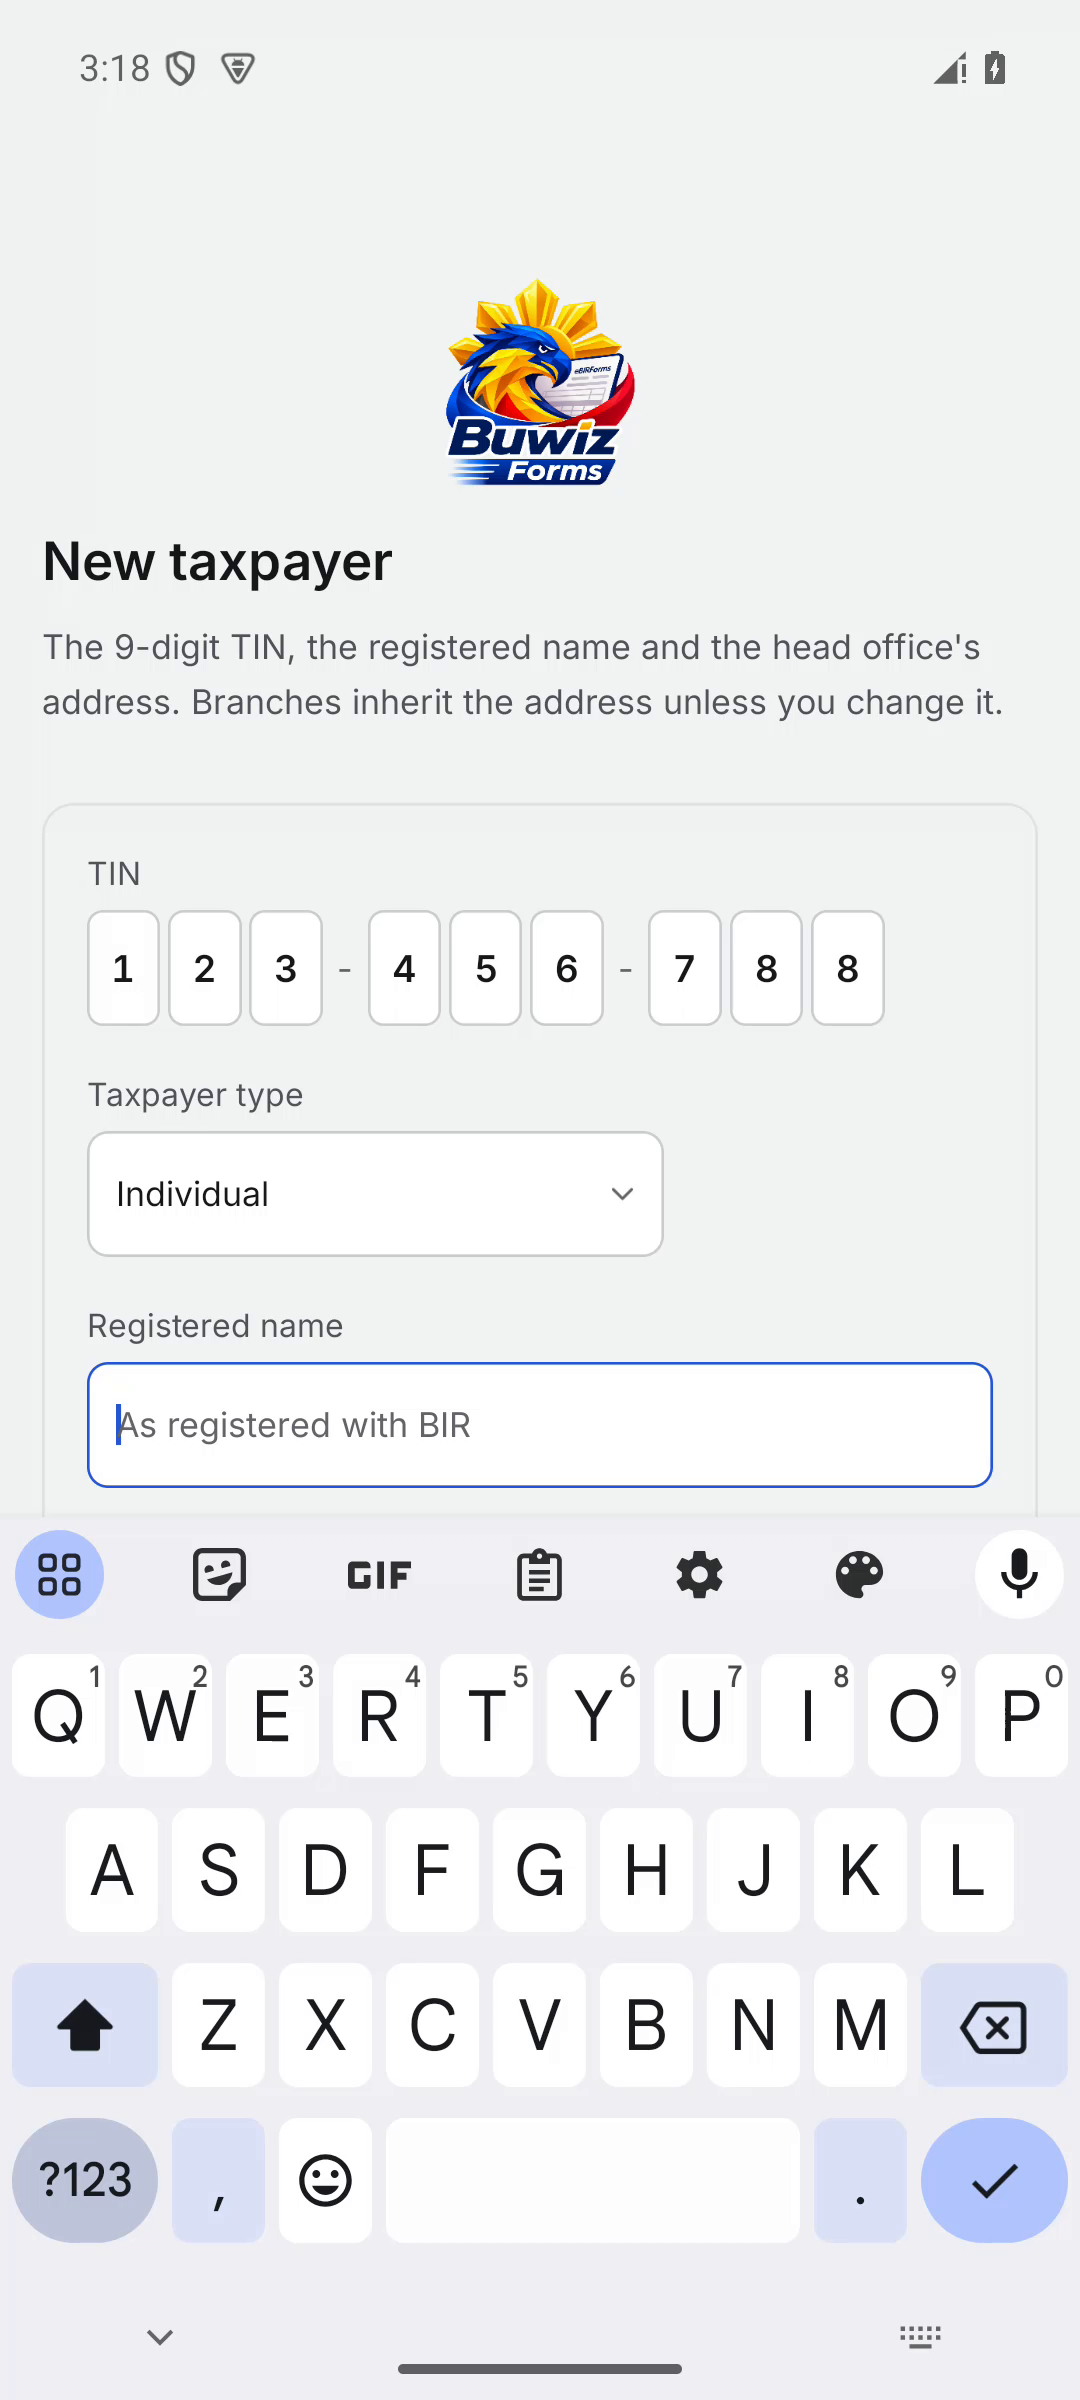 3:18
eBIRForms
Buwiz
Forms
New taxpayer
The 9-digit TIN, the registered name and the head office's
address. Branches inherit the address unless you change it.
TIN
1 2 3 - 4 5 6 - 7 8 8
Taxpayer type
Individual
Registered name
As registered with BIR
GIF
Q1 W2 E3 R4 T5 Y6 U7 I8 O9 P0
A S D F G H J K L
Z X C V B N M
?123 , .